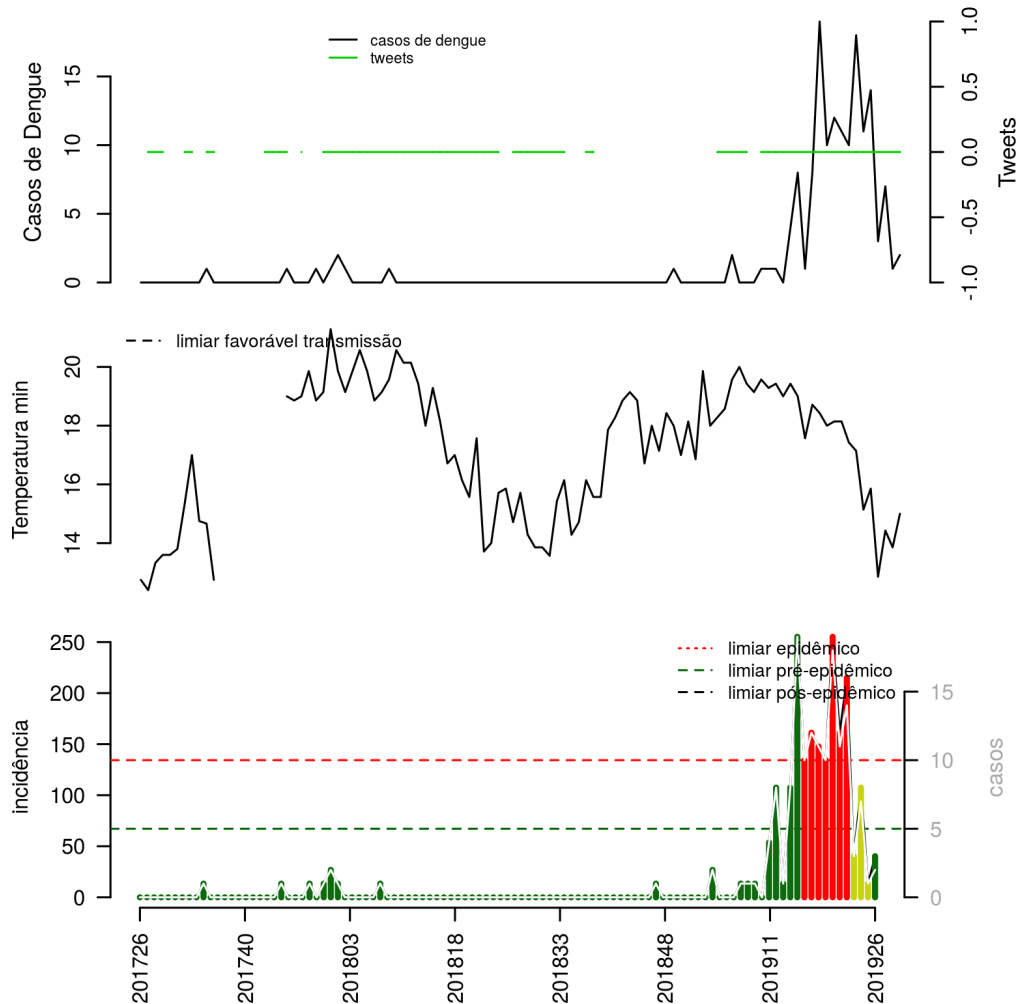 casos de dengue
tweets
Casos de Dengue
0
5
10
15
Tweets
-1.0
-0.5
0.0
0.5
1.0
limiar favorável transmissão
Temperatura min
14
16
18
20
limiar epidêmico
limiar pré-epidêmico
limiar pós-epidêmico
incidência
0
50
100
150
200
250
casos
0
5
10
15
201726
201740
201803
201818
201833
201848
201911
201926